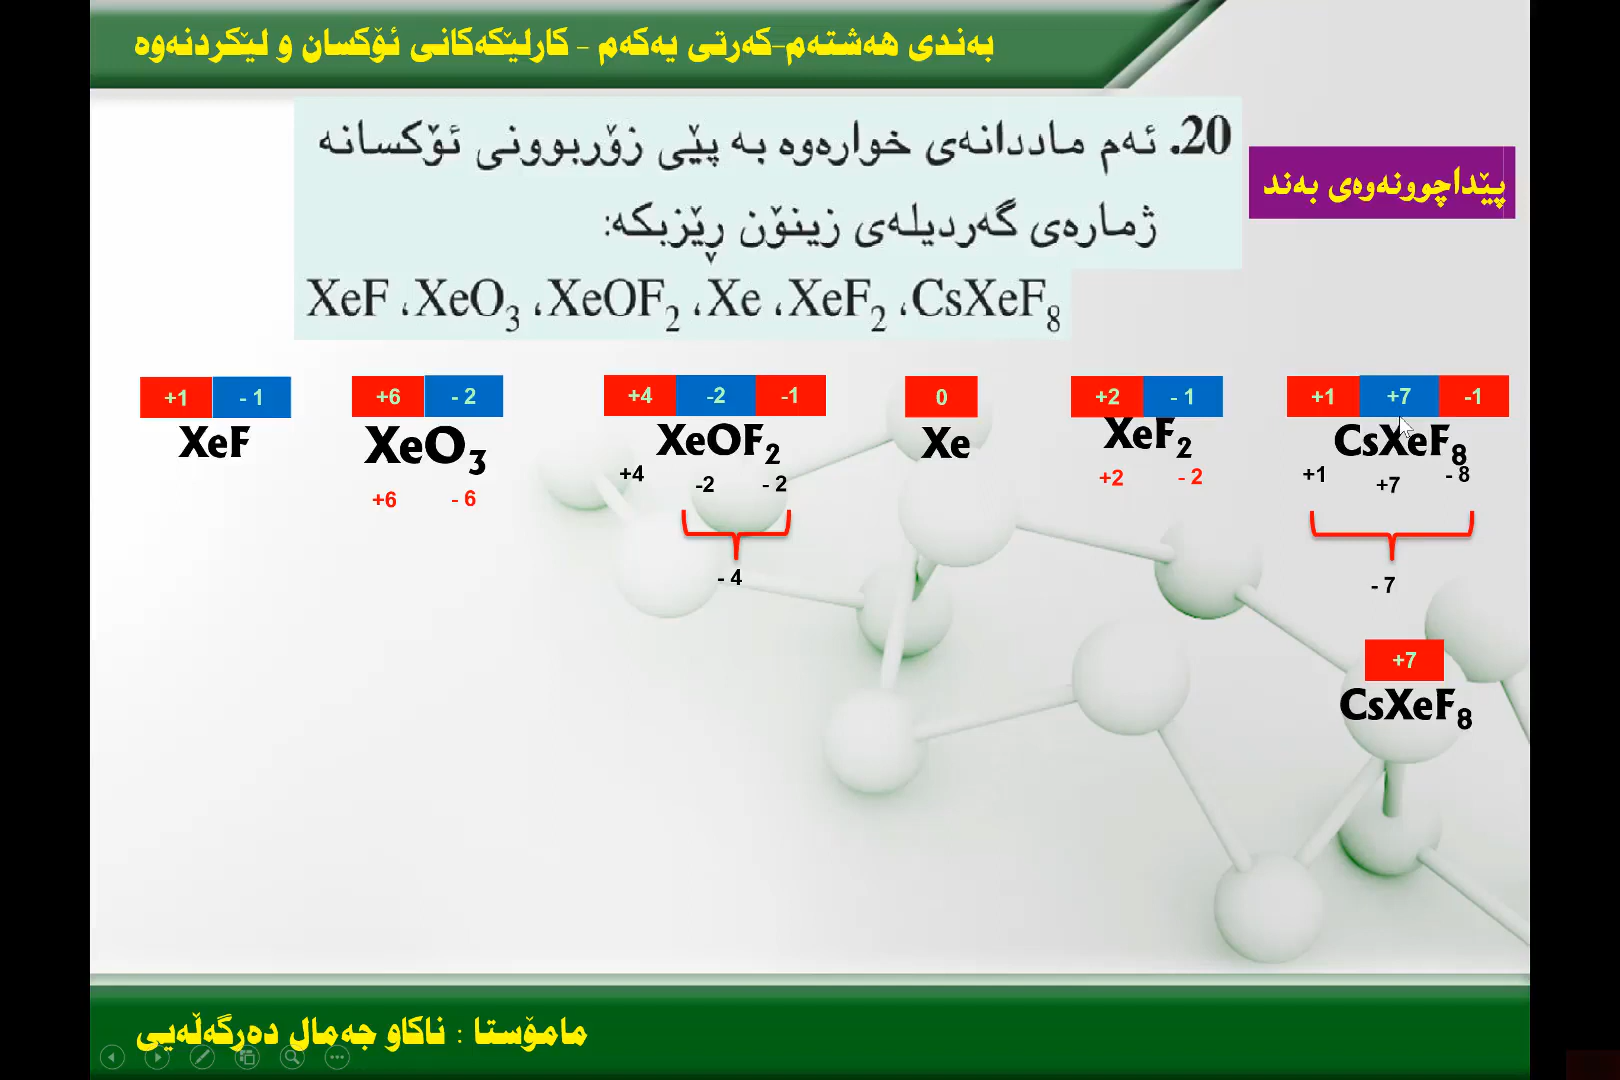 بەندی هەشتەم-کەرتی یەکەم - کارلێکەکانی ئۆکسان و لێکردنەوە
پێداچوونەوەی بەند
20. ئەم ماددانەی خوارەوە بە پێی زۆربوونی ئۆکسانە
ژمارەی گەردیلەی زینۆن ڕێزبکە:
XeF ، XeO₃ ، XeOF₂ ، Xe ، XeF₂ ، CsXeF₈
+1 - 1 +6 - 2 +4 -2 -1 0 +2 - 1 +1 +7 -1
XeF XeO₃ XeOF₂ Xe XeF₂ CsXeF₈
+6 - 6 +4 -2 - 2 +2 - 2 +1 +7 - 8
- 4 - 7
+7
CsXeF₈
مامۆستا : ناکاو جەمال دەرگەڵەیی